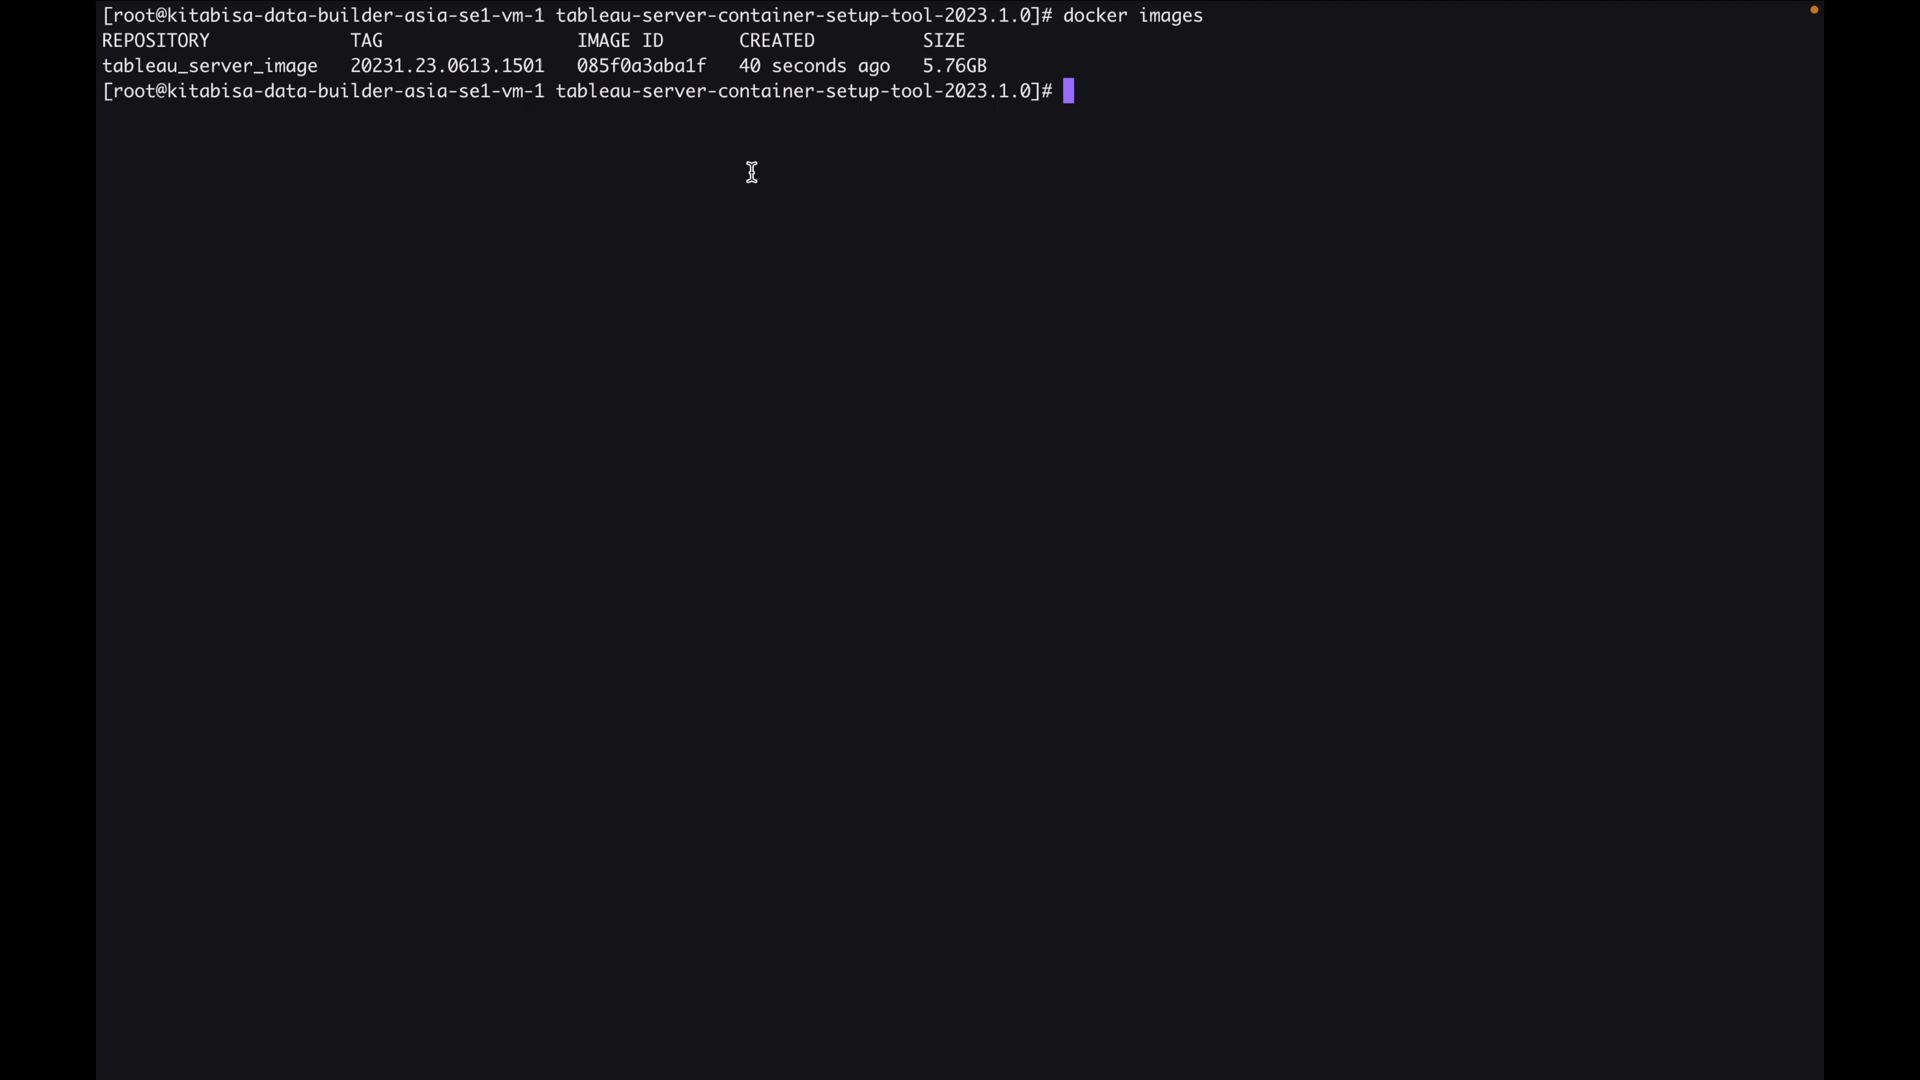 [root@kitabisa-data-builder-asia-se1-vm-1 tableau-server-container-setup-tool-2023.1.0]# docker images
REPOSITORY TAG IMAGE ID CREATED SIZE
tableau_server_image 20231.23.0613.1501 085f0a3aba1f 40 seconds ago 5.76GB
[root@kitabisa-data-builder-asia-se1-vm-1 tableau-server-container-setup-tool-2023.1.0]#